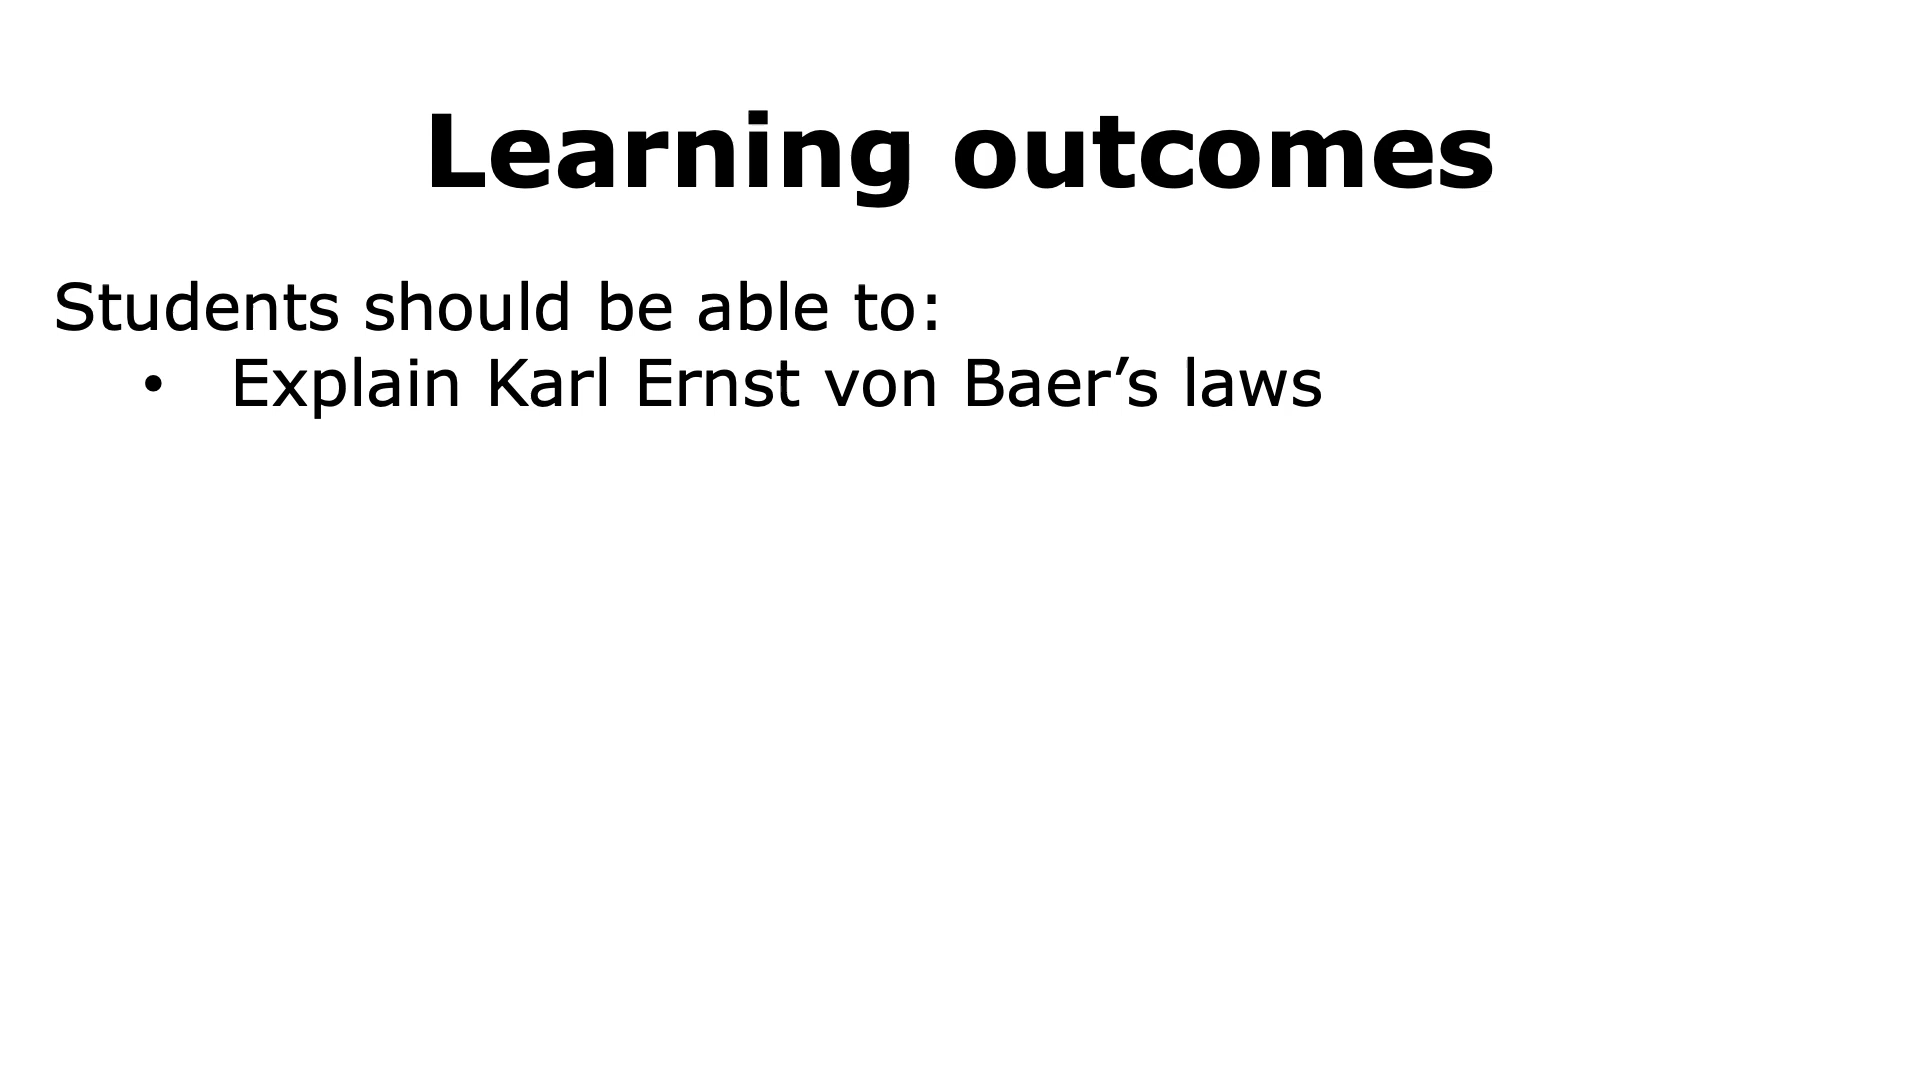 Learning outcomes
Students should be able to:
• Explain Karl Ernst von Baer’s laws